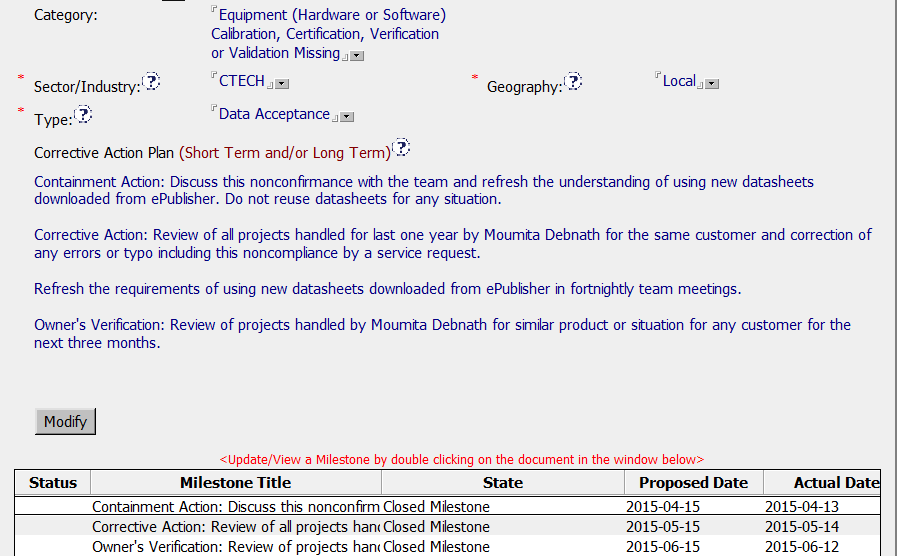 Category: Equipment (Hardware or Software)
Calibration, Certification, Verification
or Validation Missing
* Sector/Industry: ? CTECH * Geography: ? Local
* Type: ? Data Acceptance
Corrective Action Plan (Short Term and/or Long Term) ?
Containment Action: Discuss this nonconfirmance with the team and refresh the understanding of using new datasheets
downloaded from ePublisher. Do not reuse datasheets for any situation.
Corrective Action: Review of all projects handled for last one year by Moumita Debnath for the same customer and correction of
any errors or typo including this noncompliance by a service request.
Refresh the requirements of using new datasheets downloaded from ePublisher in fortnightly team meetings.
Owner's Verification: Review of projects handled by Moumita Debnath for similar product or situation for any customer for the
next three months.
Modify
<Update/View a Milestone by double clicking on the document in the window below>
Status Milestone Title State Proposed Date Actual Date
Containment Action: Discuss this nonconfirm Closed Milestone 2015-04-15 2015-04-13
Corrective Action: Review of all projects han Closed Milestone 2015-05-15 2015-05-14
Owner's Verification: Review of projects han Closed Milestone 2015-06-15 2015-06-12